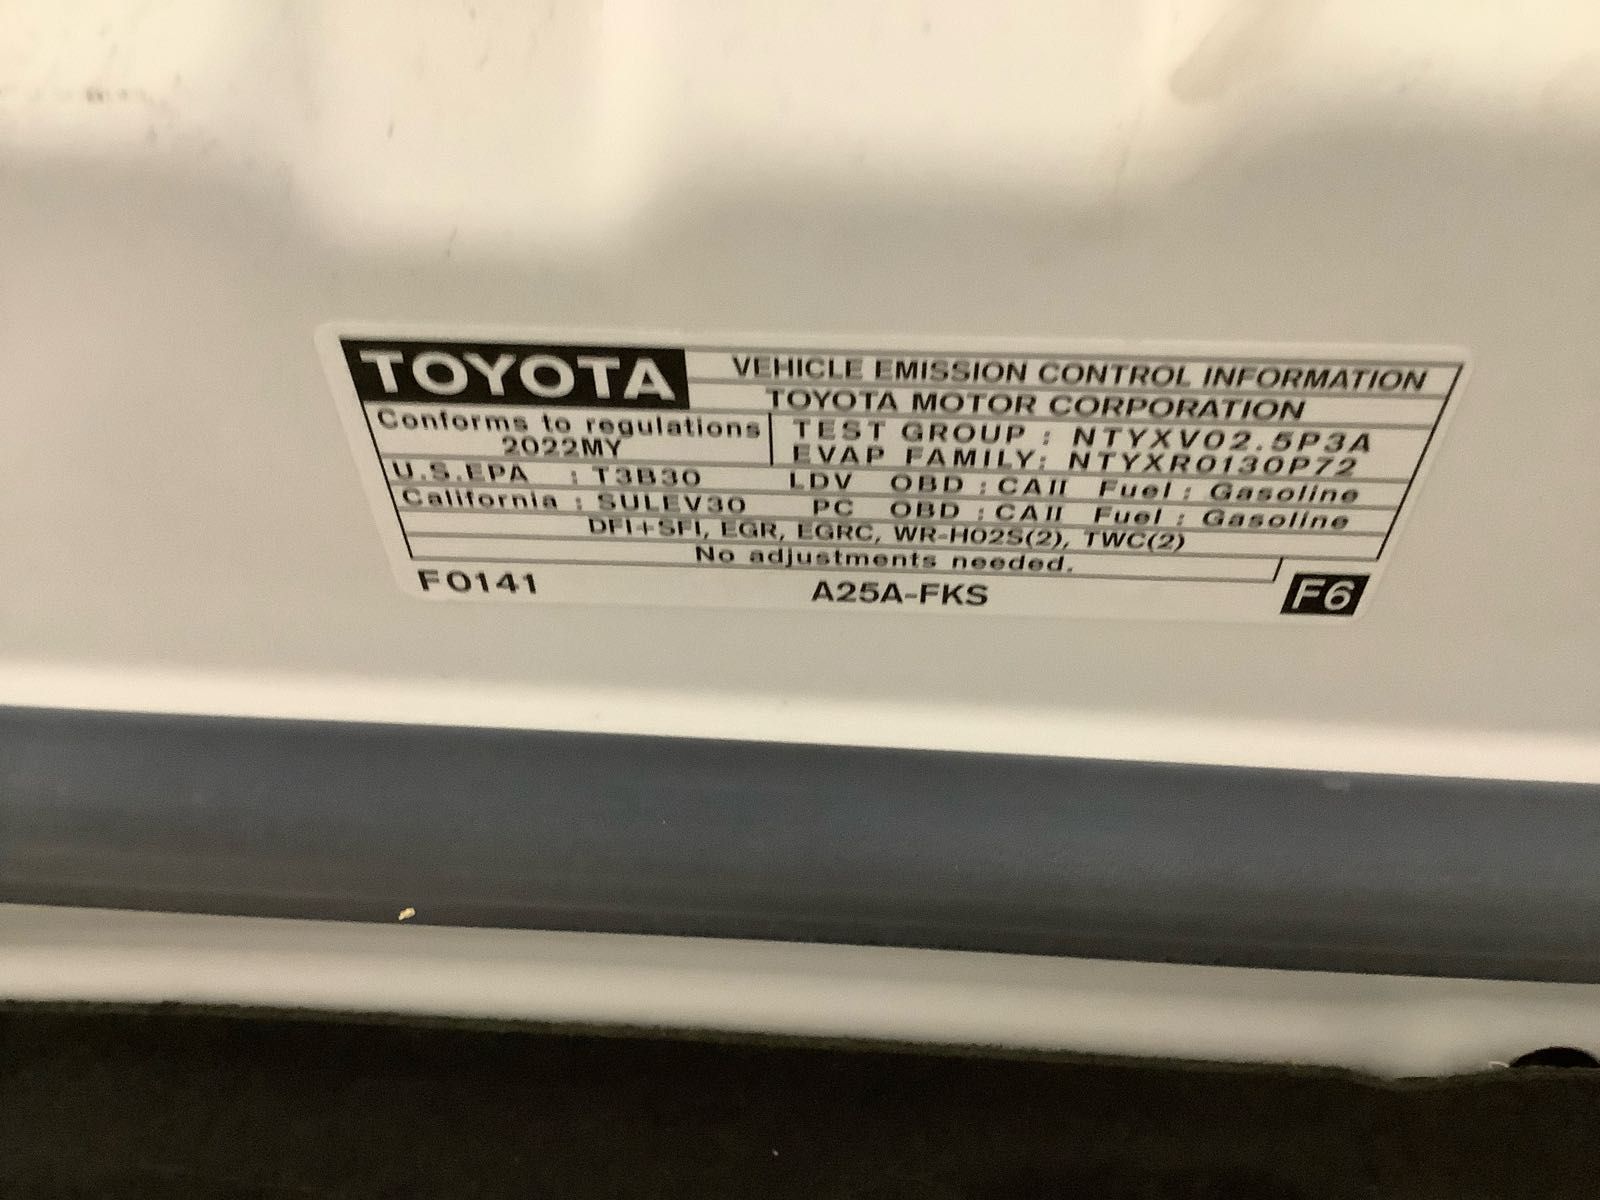 TOYOTA VEHICLE EMISSION CONTROL INFORMATION
TOYOTA MOTOR CORPORATION
Conforms to regulations
2022MY
TEST GROUP : NTYXV02.5P3A
EVAP FAMILY: NTYXR0130P72
U.S.EPA : T3B30 LDV OBD : CAII Fuel : Gasoline
California : SULEV30 PC OBD : CAII Fuel : Gasoline
DFI+SFI, EGR, EGRC, WR-HO2S(2), TWC(2)
No adjustments needed.
F0141 A25A-FKS F6